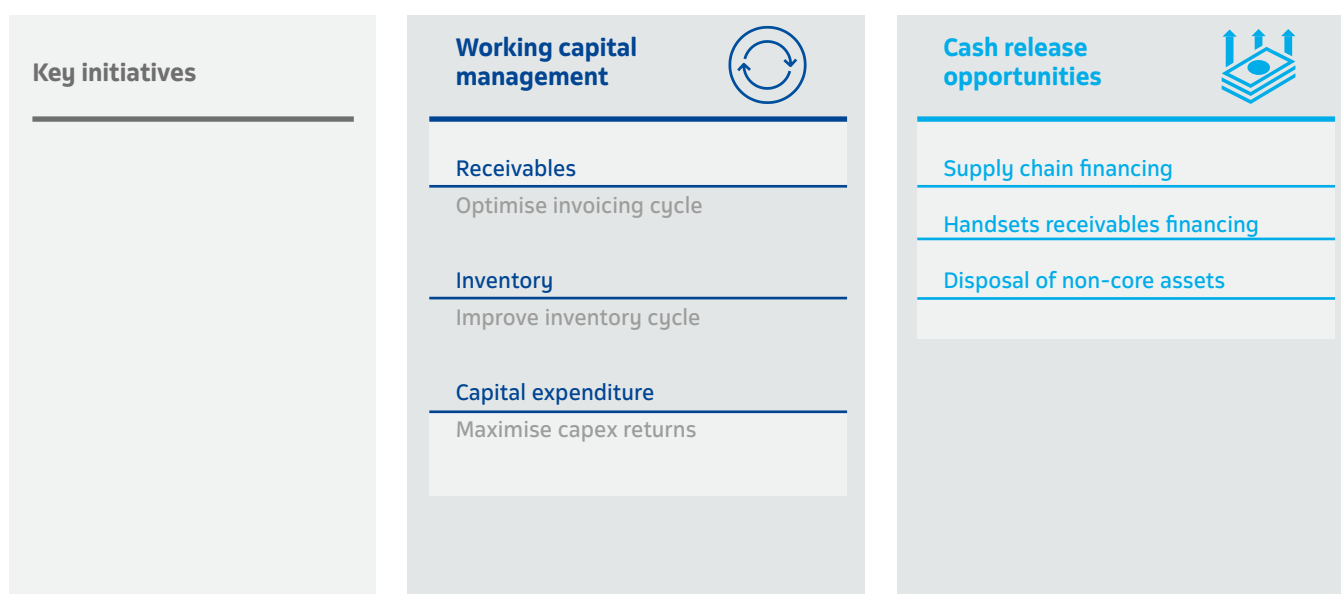 Key initiatives
Working capital
management
Receivables
Optimise invoicing cycle
Inventory
Improve inventory cycle
Capital expenditure
Maximise capex returns
Cash release
opportunities
Supply chain financing
Handsets receivables financing
Disposal of non-core assets